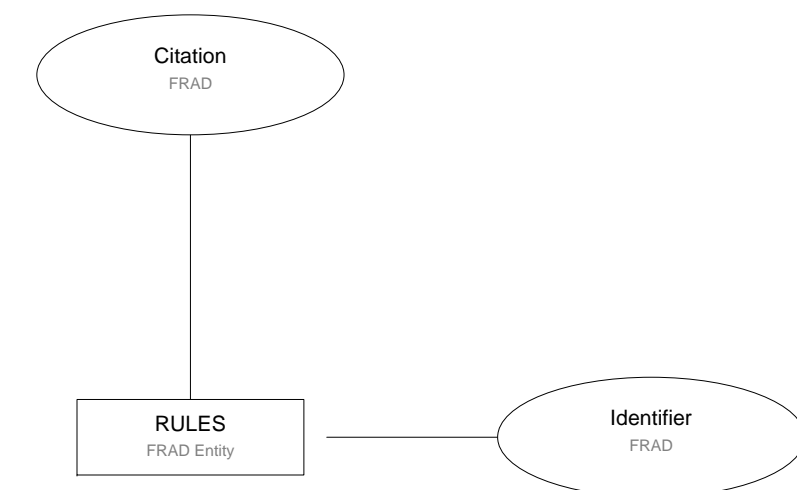 Citation
FRAD
RULES
FRAD Entity
Identifier
FRAD